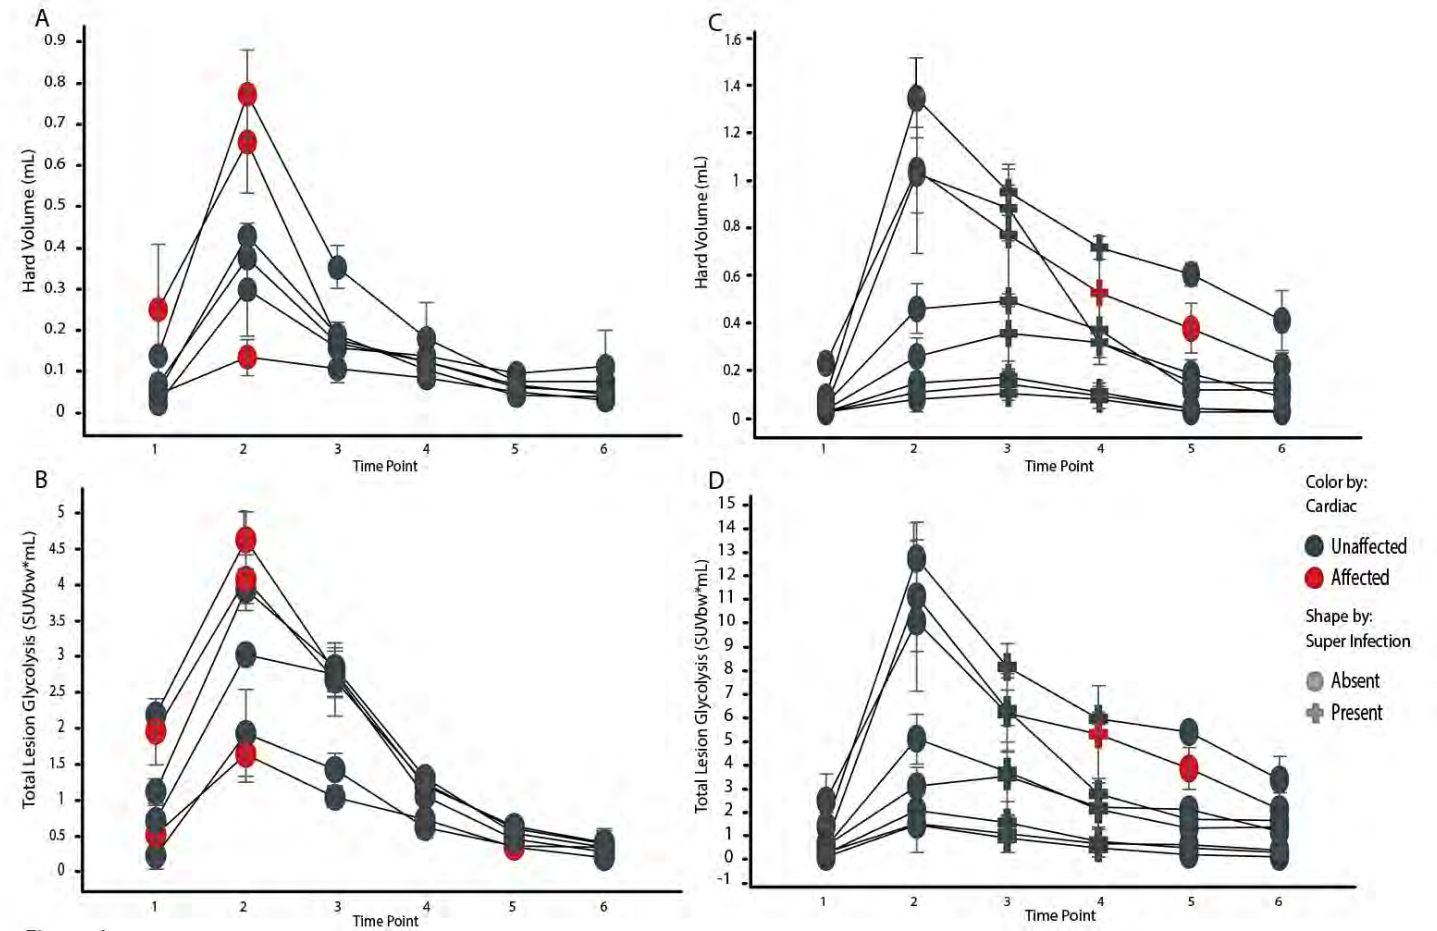 A
Hard Volume (mL)
0.9
0.8
0.7
0.6
0.5
0.4
0.3
0.2
0.1
0
1 2 3 4 5 6
Time Point
B
Total Lesion Glycolysis (SUVbw*mL)
5
4.5
4
3.5
3
2.5
2
1.5
1
0.5
0
1 2 3 4 5 6
Time Point
C
Hard Volume (mL)
1.6
1.4
1.2
1
0.8
0.6
0.4
0.2
0
1 2 3 4 5 6
Time Point
D
Total Lesion Glycolysis (SUVbw*mL)
15
14
13
12
11
10
9
8
7
6
5
4
3
2
1
0
-1
1 2 3 4 5 6
Time Point
Color by:
Cardiac
Unaffected
Affected
Shape by:
Super Infection
Absent
Present